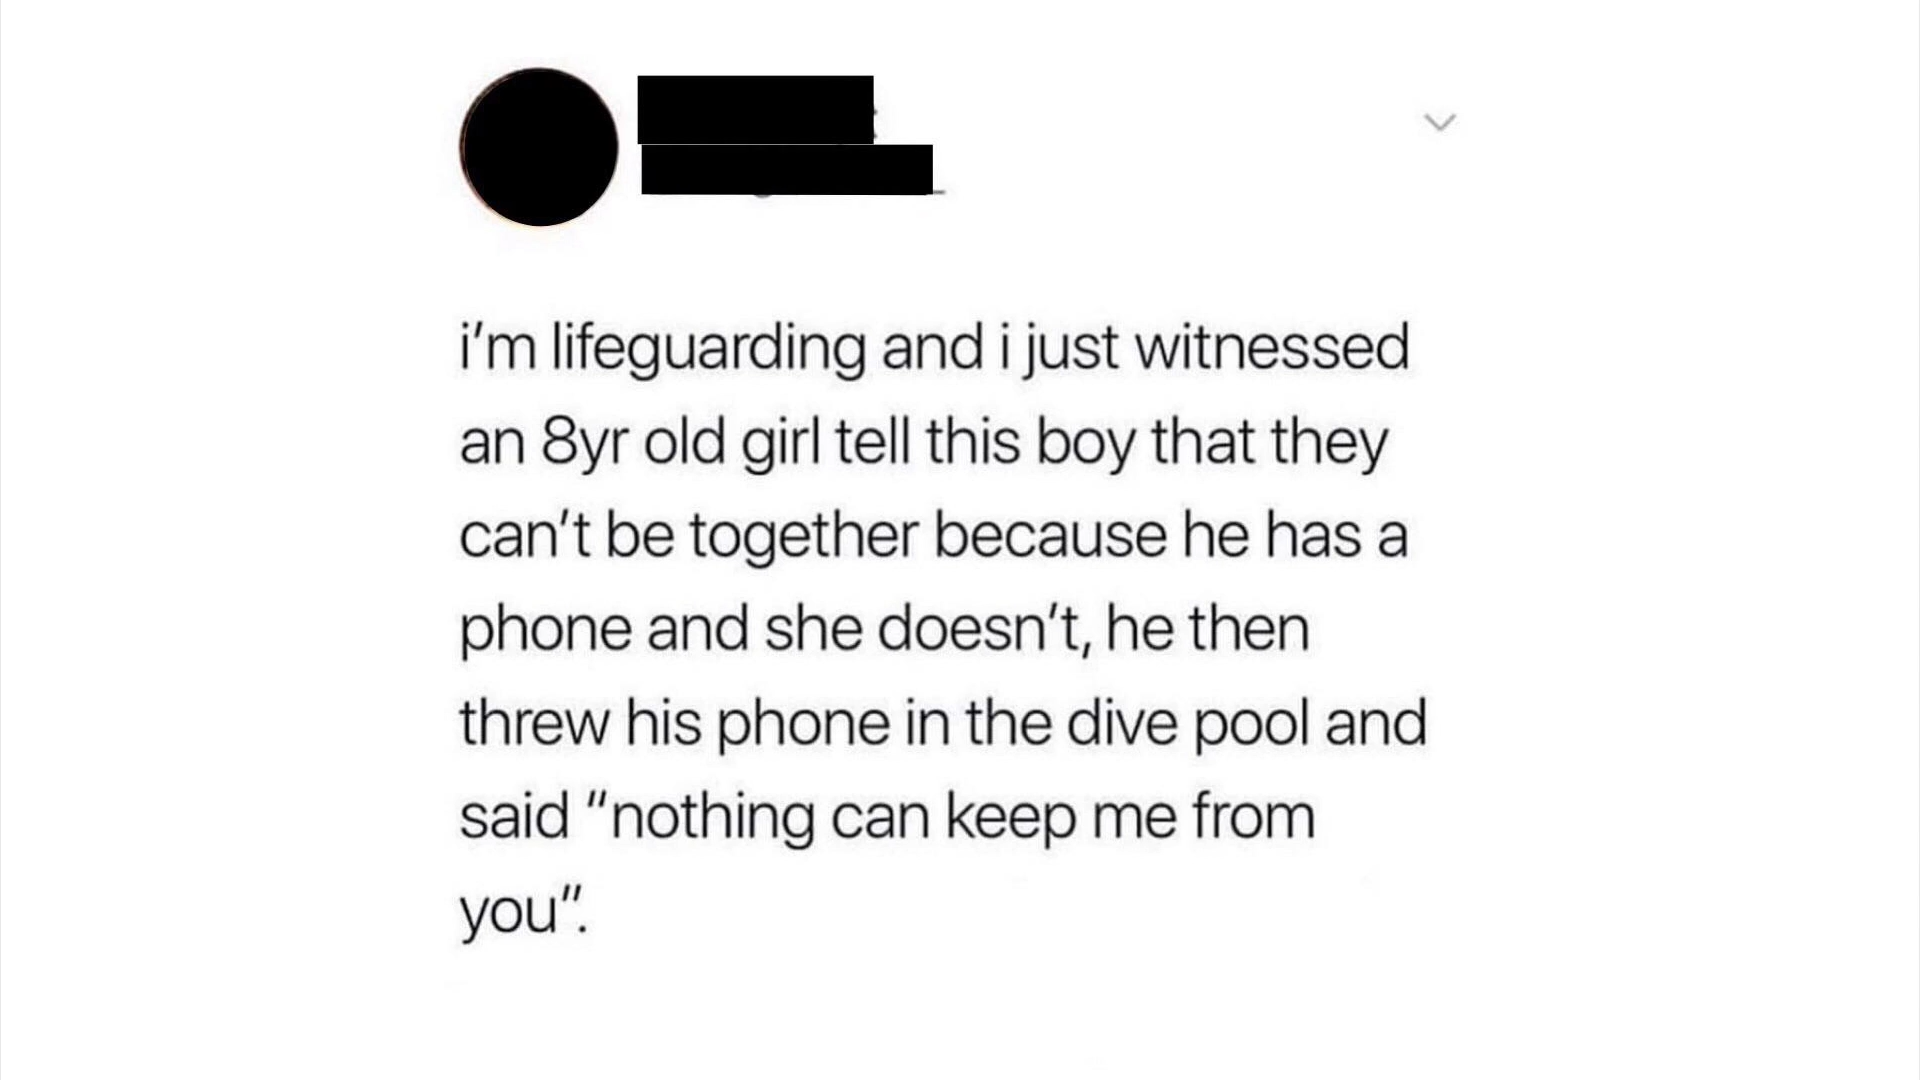 i'm lifeguarding and i just witnessed
an 8yr old girl tell this boy that they
can't be together because he has a
phone and she doesn't, he then
threw his phone in the dive pool and
said "nothing can keep me from
you".